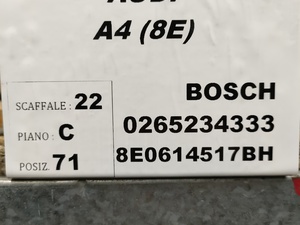 A4 (8E)
SCAFFALE : 22
BOSCH
PIANO : C
0265234333
POSIZ. 71
8E0614517BH